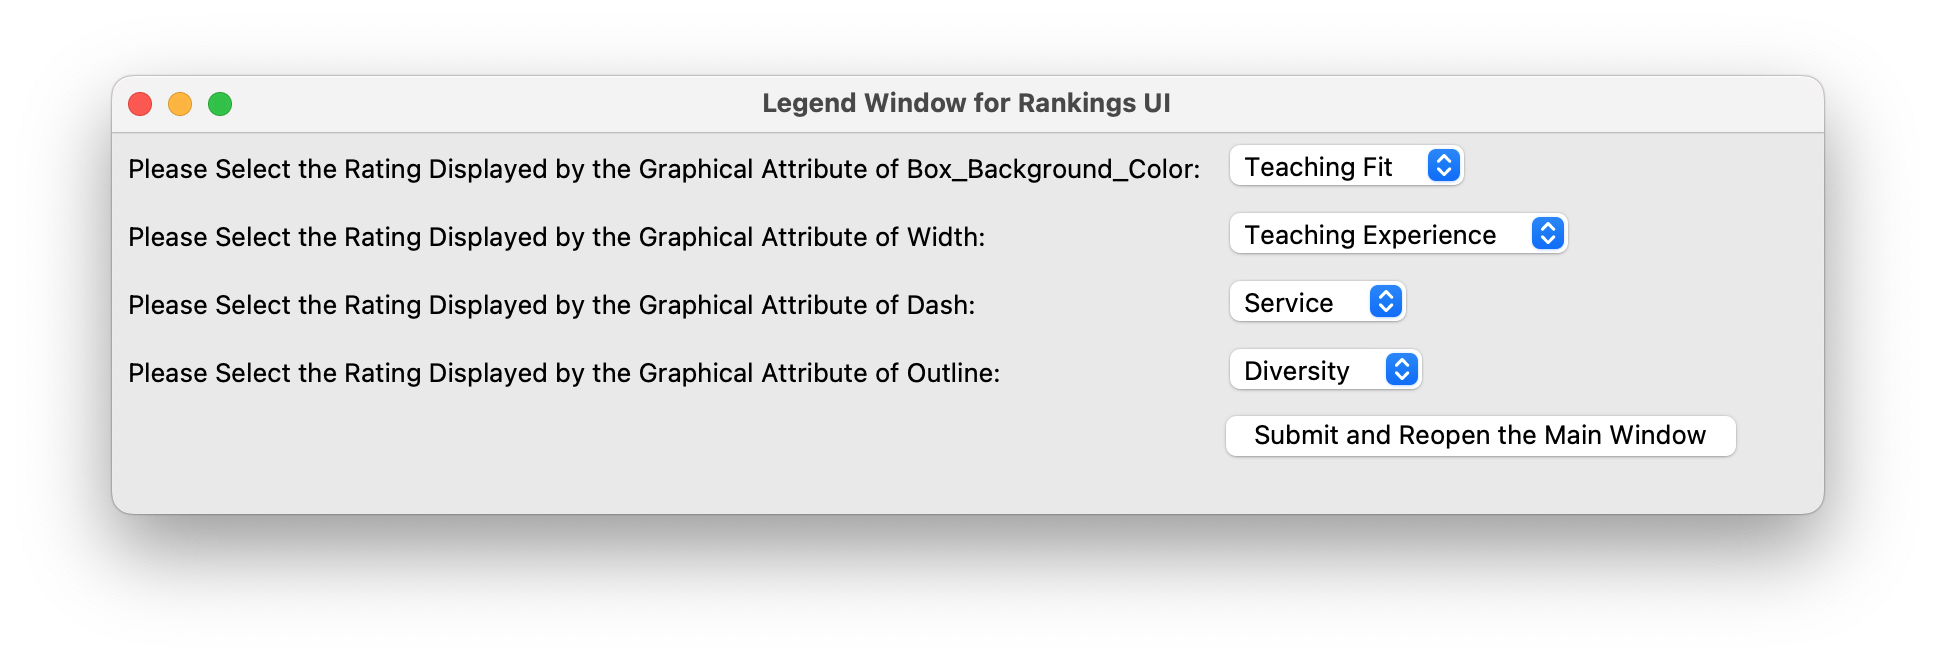 Legend Window for Rankings UI
Please Select the Rating Displayed by the Graphical Attribute of Box_Background_Color: Teaching Fit
Please Select the Rating Displayed by the Graphical Attribute of Width: Teaching Experience
Please Select the Rating Displayed by the Graphical Attribute of Dash: Service
Please Select the Rating Displayed by the Graphical Attribute of Outline: Diversity
Submit and Reopen the Main Window